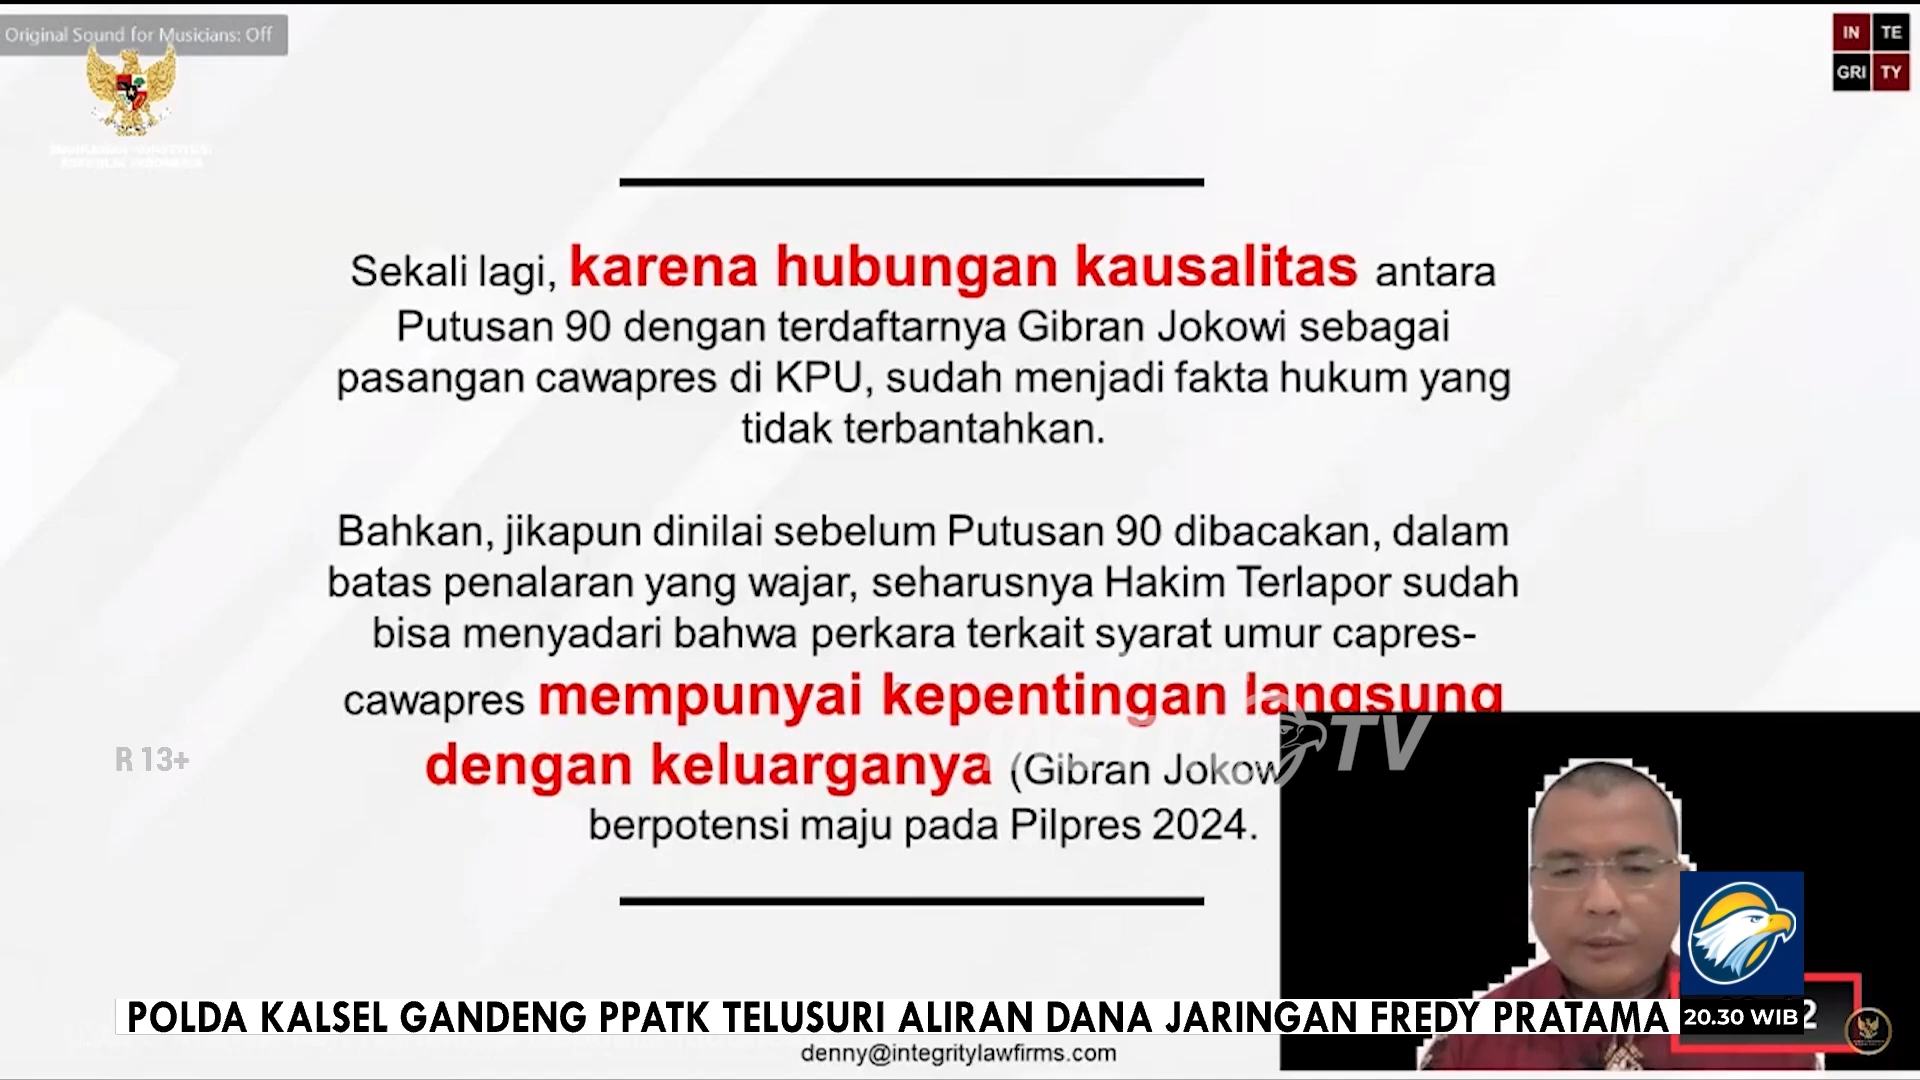 Original Sound for Musicians: Off
IN TE
GRI TY
Sekali lagi, karena hubungan kausalitas antara
Putusan 90 dengan terdaftarnya Gibran Jokowi sebagai
pasangan cawapres di KPU, sudah menjadi fakta hukum yang
tidak terbantahkan.
Bahkan, jikapun dinilai sebelum Putusan 90 dibacakan, dalam
batas penalaran yang wajar, seharusnya Hakim Terlapor sudah
bisa menyadari bahwa perkara terkait syarat umur capres-
cawapres mempunyai kepentingan langsung
dengan keluarganya (Gibran Jokow
berpotensi maju pada Pilpres 2024.
R 13+
METRO TV
POLDA KALSEL GANDENG PPATK TELUSURI ALIRAN DANA JARINGAN FREDY PRATAMA
20.30 WIB
2
denny@integritylawfirms.com